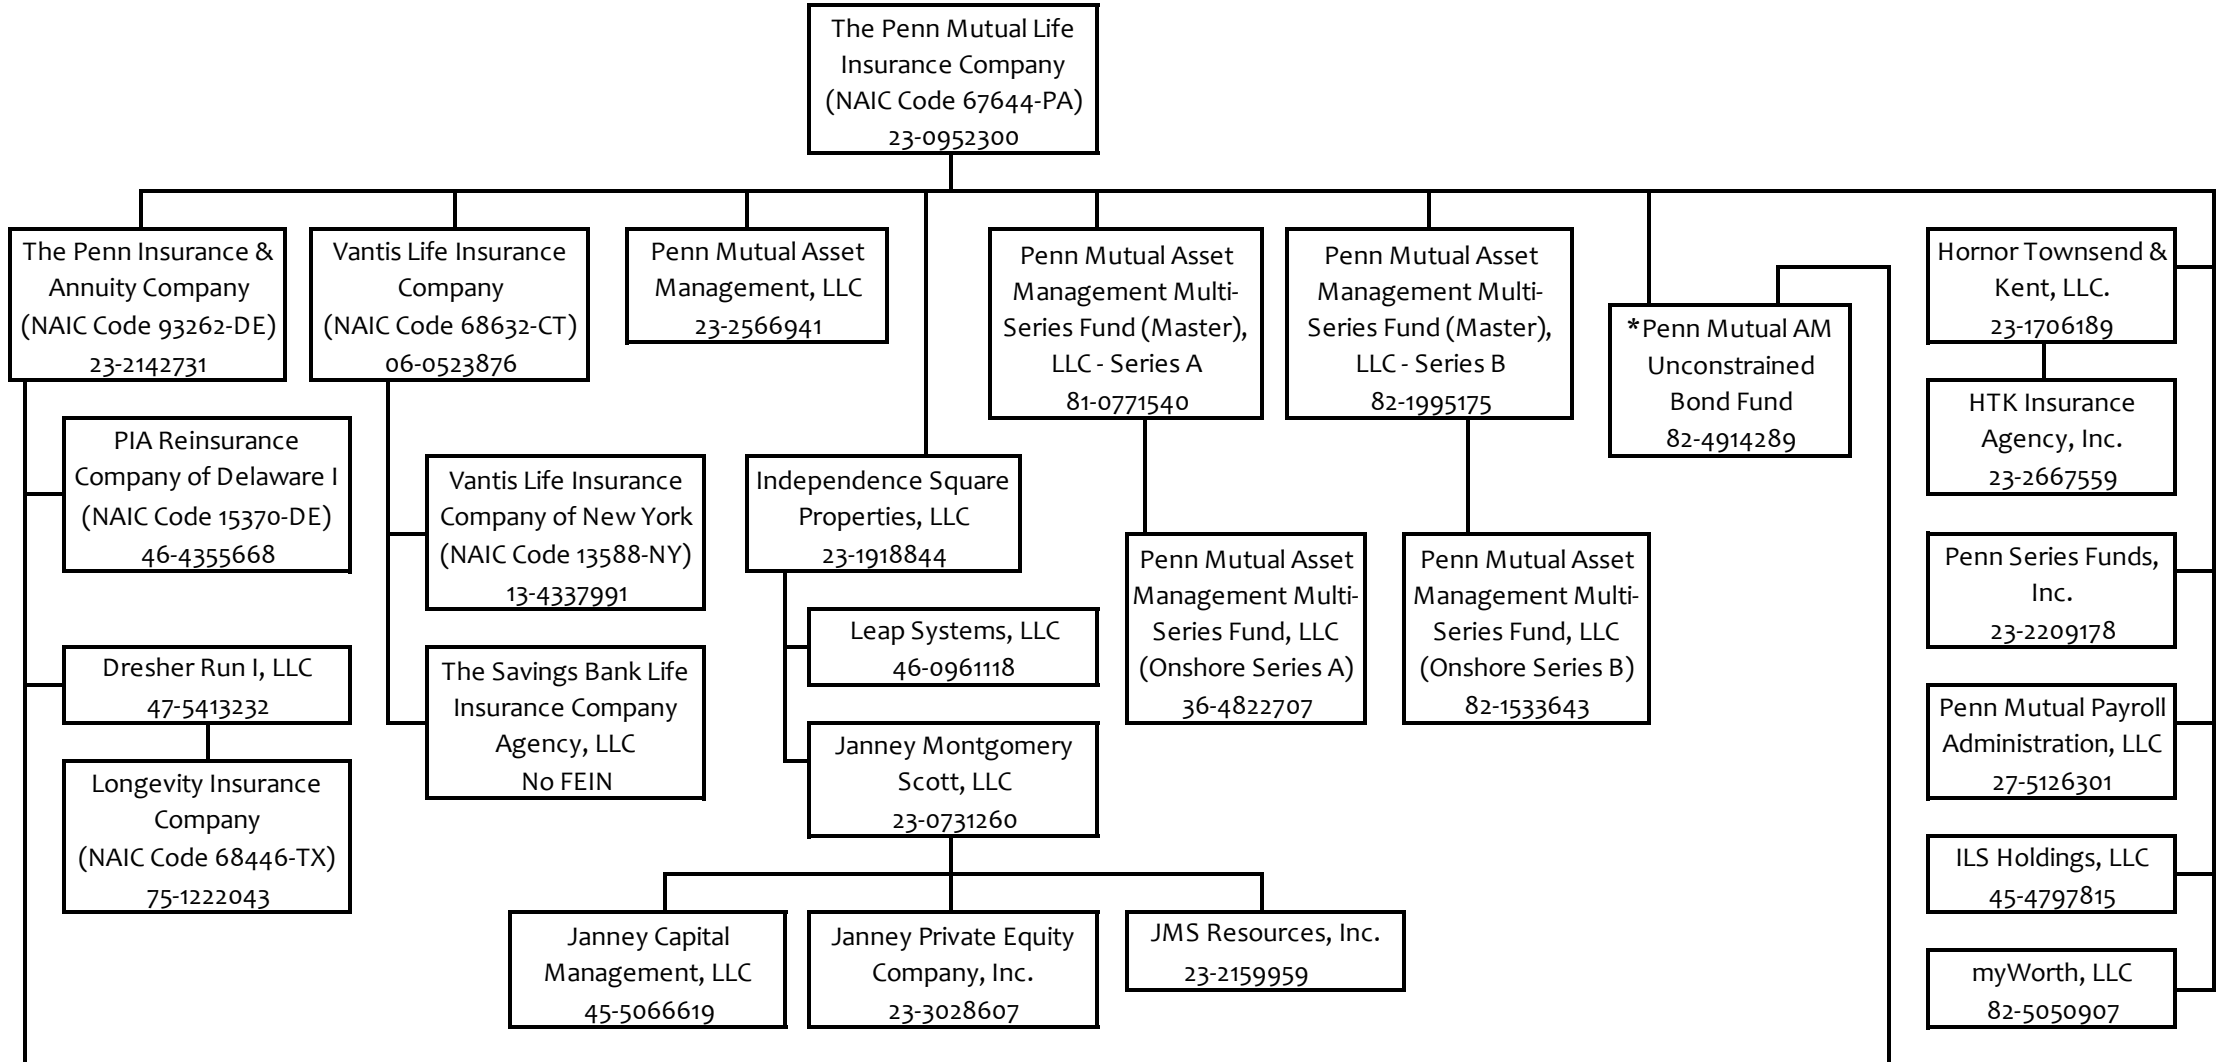 The Penn Mutual Life
Insurance Company
(NAIC Code 67644-PA)
23-0952300
The Penn Insurance &
Annuity Company
(NAIC Code 93262-DE)
23-2142731
Vantis Life Insurance
Company
(NAIC Code 68632-CT)
06-0523876
Penn Mutual Asset
Management, LLC
23-2566941
Penn Mutual Asset
Management Multi-
Series Fund (Master),
LLC - Series A
81-0771540
Penn Mutual Asset
Management Multi-
Series Fund (Master),
LLC - Series B
82-1995175
*Penn Mutual AM
Unconstrained
Bond Fund
82-4914289
Hornor Townsend &
Kent, LLC.
23-1706189
HTK Insurance
Agency, Inc.
23-2667559
PIA Reinsurance
Company of Delaware I
(NAIC Code 15370-DE)
46-4355668
Vantis Life Insurance
Company of New York
(NAIC Code 13588-NY)
13-4337991
Independence Square
Properties, LLC
23-1918844
Penn Mutual Asset
Management Multi-
Series Fund, LLC
(Onshore Series A)
36-4822707
Penn Mutual Asset
Management Multi-
Series Fund, LLC
(Onshore Series B)
82-1533643
Penn Series Funds,
Inc.
23-2209178
Dresher Run I, LLC
47-5413232
The Savings Bank Life
Insurance Company
Agency, LLC
No FEIN
Leap Systems, LLC
46-0961118
Penn Mutual Payroll
Administration, LLC
27-5126301
Longevity Insurance
Company
(NAIC Code 68446-TX)
75-1222043
Janney Montgomery
Scott, LLC
23-0731260
ILS Holdings, LLC
45-4797815
Janney Capital
Management, LLC
45-5066619
Janney Private Equity
Company, Inc.
23-3028607
JMS Resources, Inc.
23-2159959
myWorth, LLC
82-5050907